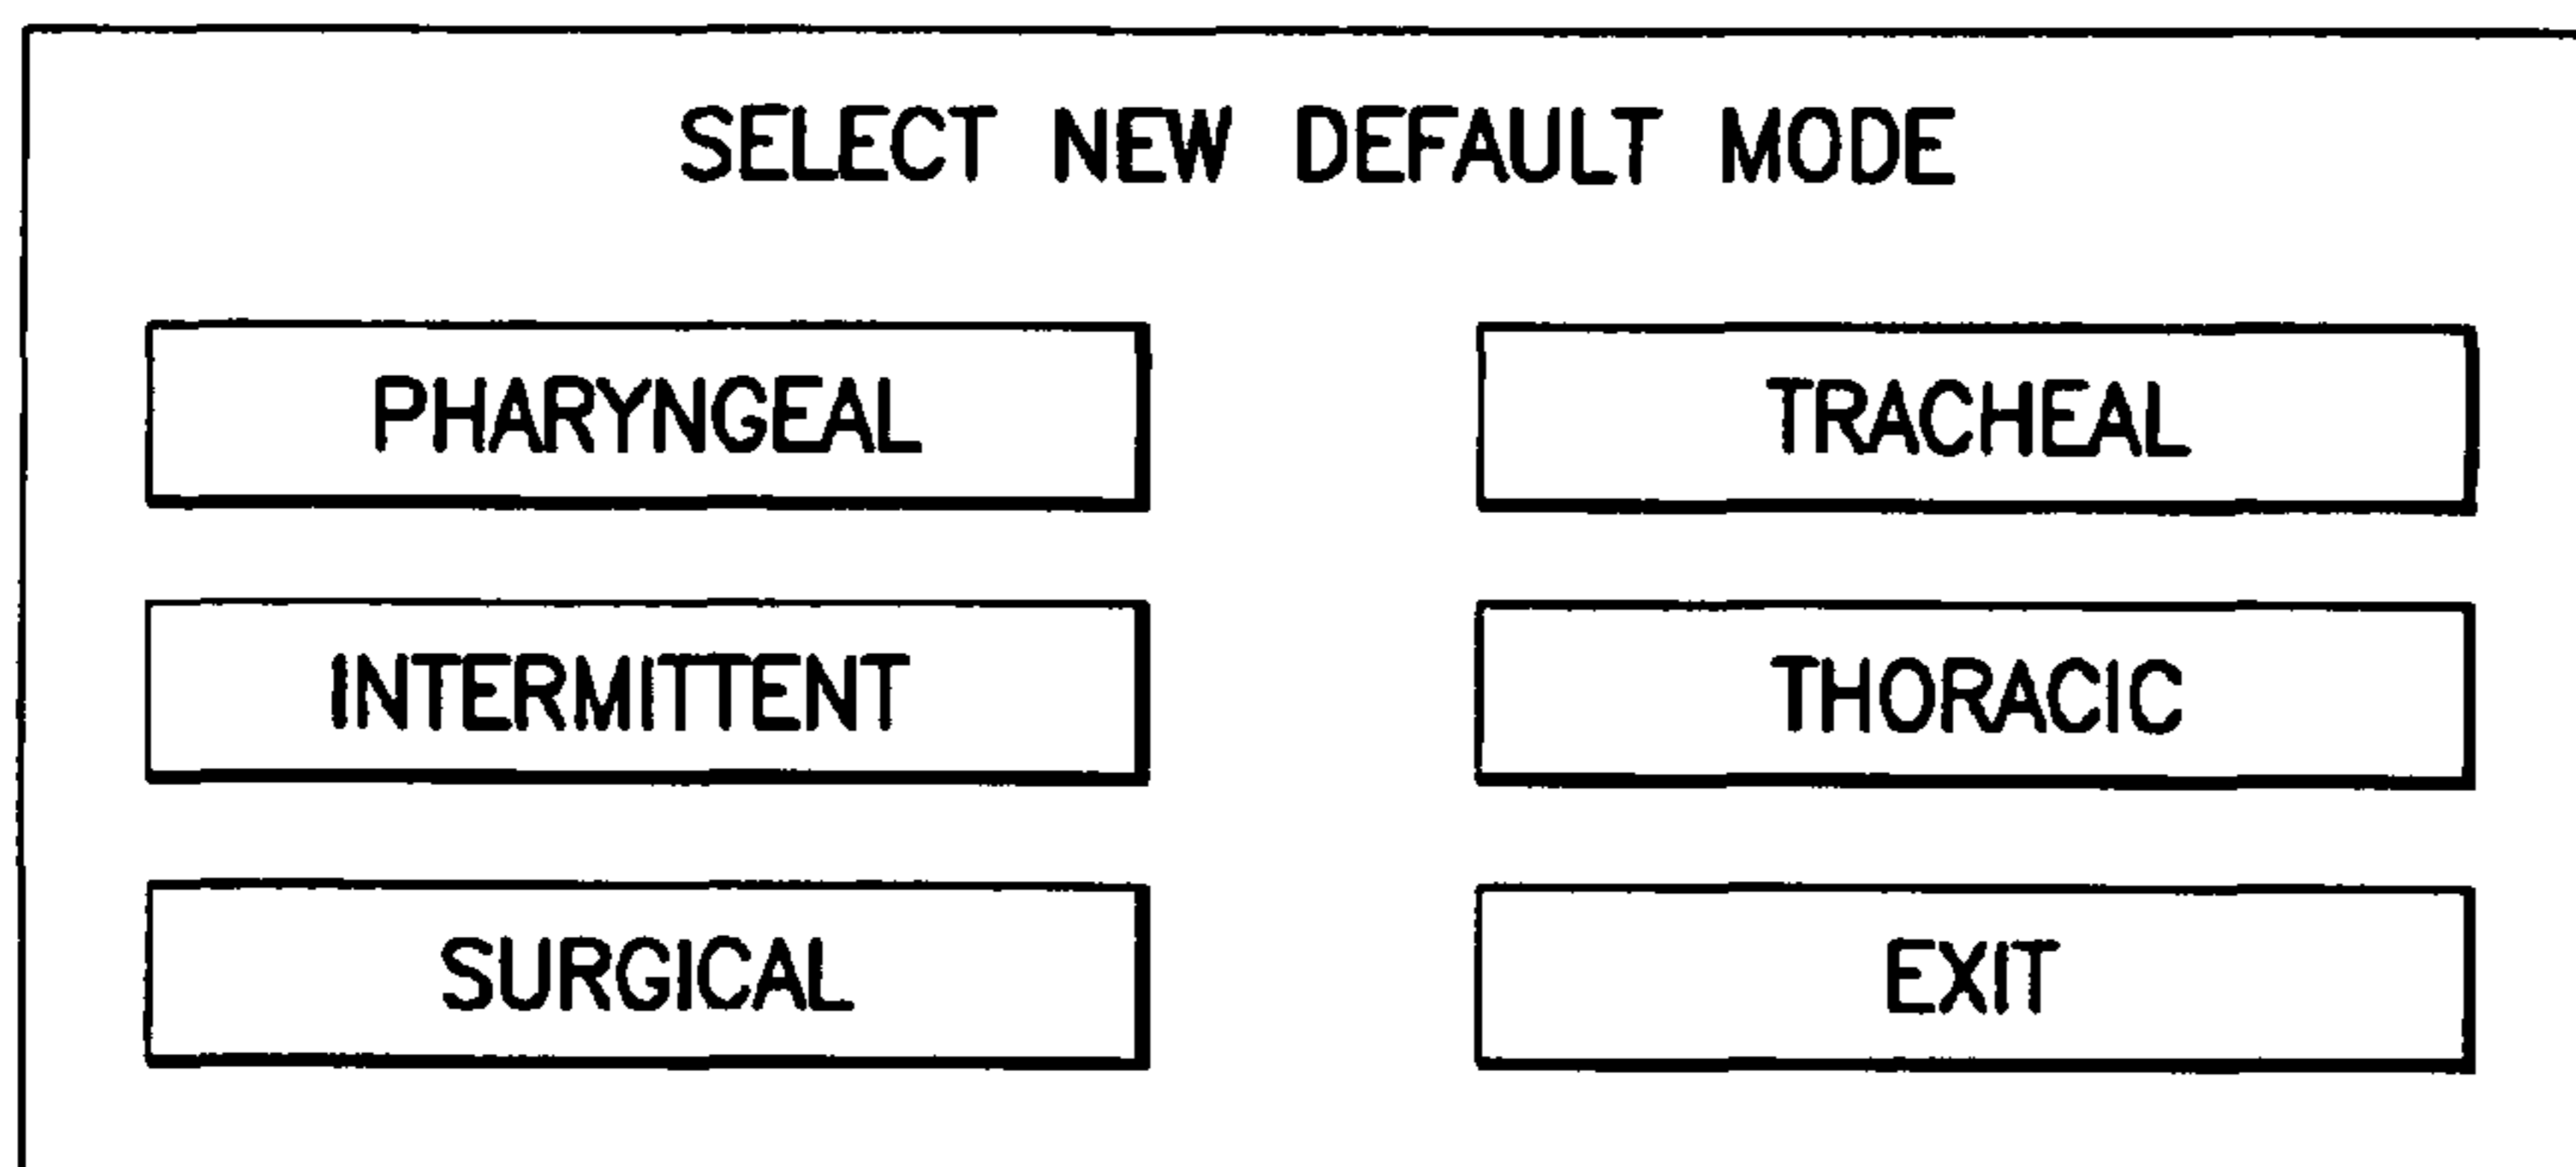 SELECT NEW DEFAULT MODE
PHARYNGEAL
TRACHEAL
INTERMITTENT
THORACIC
SURGICAL
EXIT